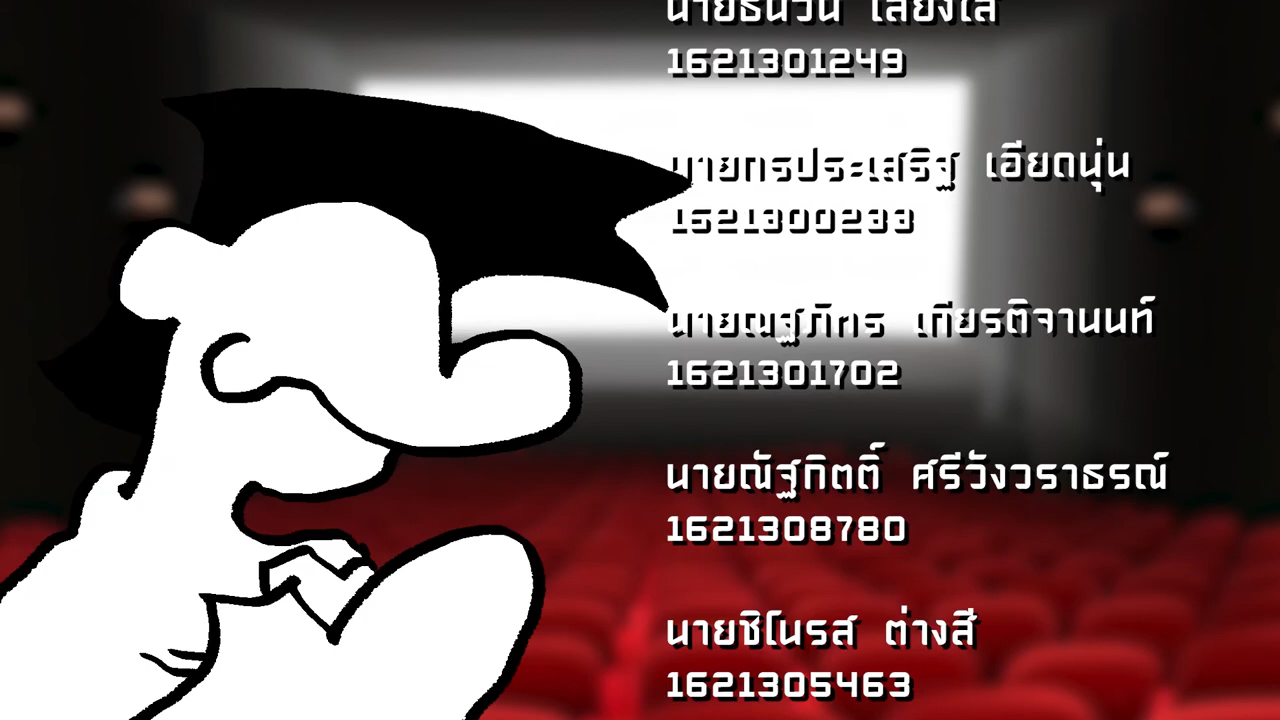 1621301249
นายกรประเสริฐ เอียดนุ่น
1621300233
นายณฐภัทร เกียรติจานนท์
1621301702
นายณัฐกิตติ์ ศรีวังวราธรณ์
1621308780
นายชิโนรส ต่างสี
1621305463